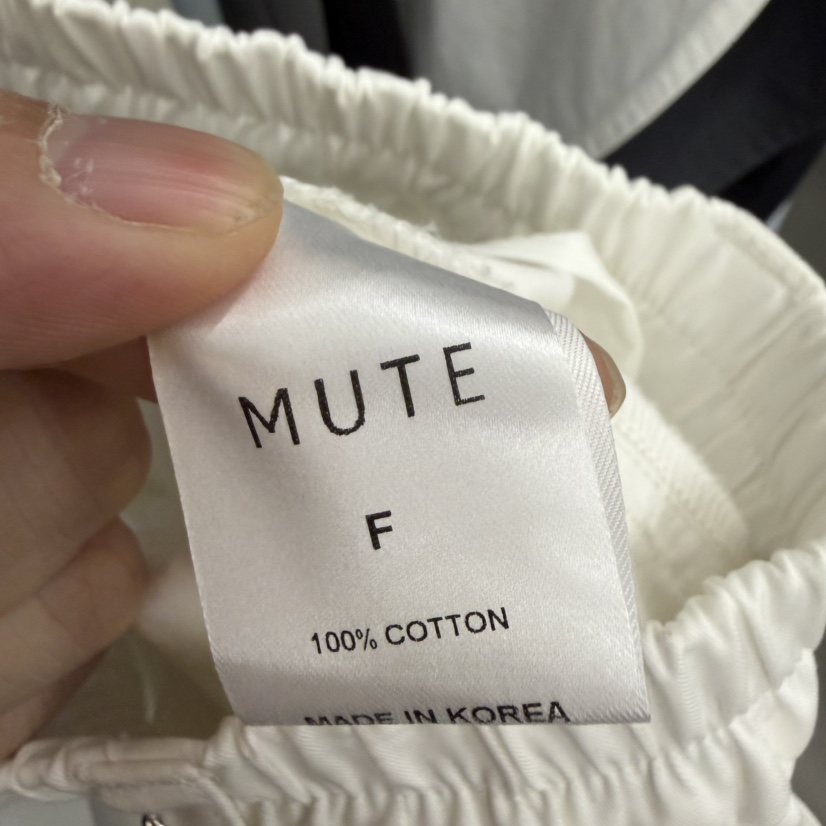 MUTE
F
100% COTTON
MADE IN KOREA